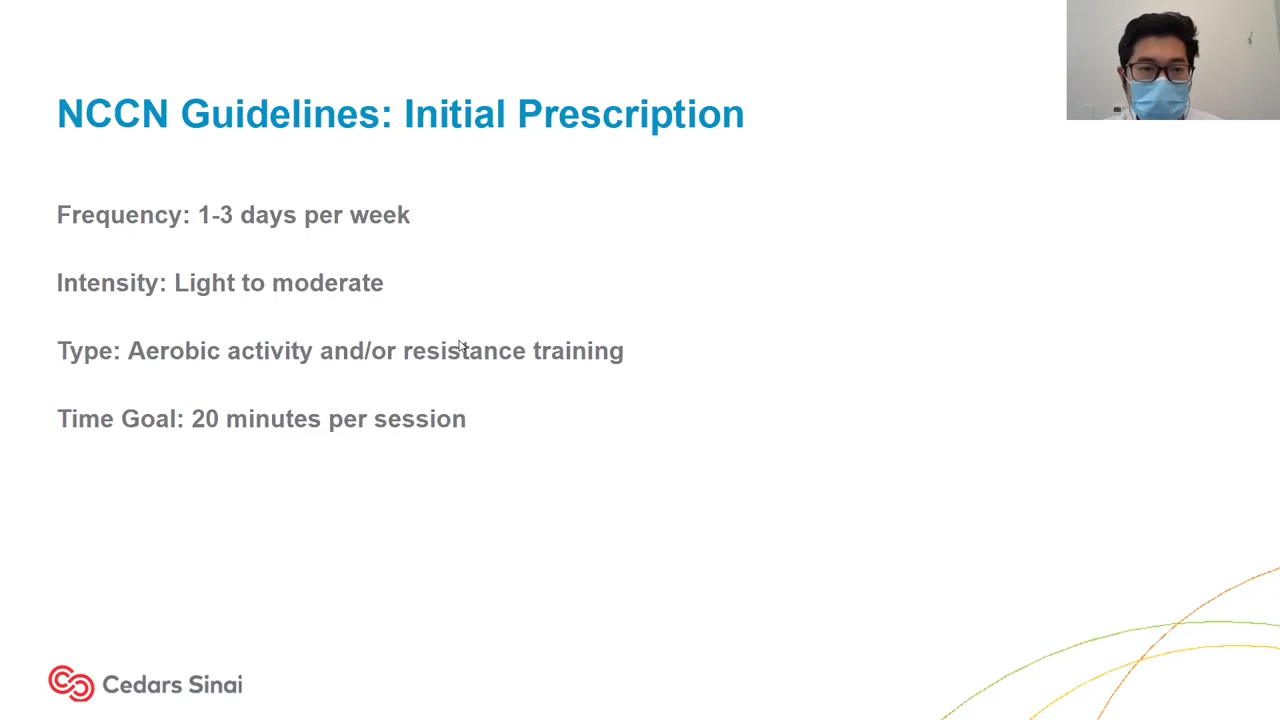 NCCN Guidelines: Initial Prescription
Frequency: 1-3 days per week
Intensity: Light to moderate
Type: Aerobic activity and/or resistance training
Time Goal: 20 minutes per session
Cedars Sinai